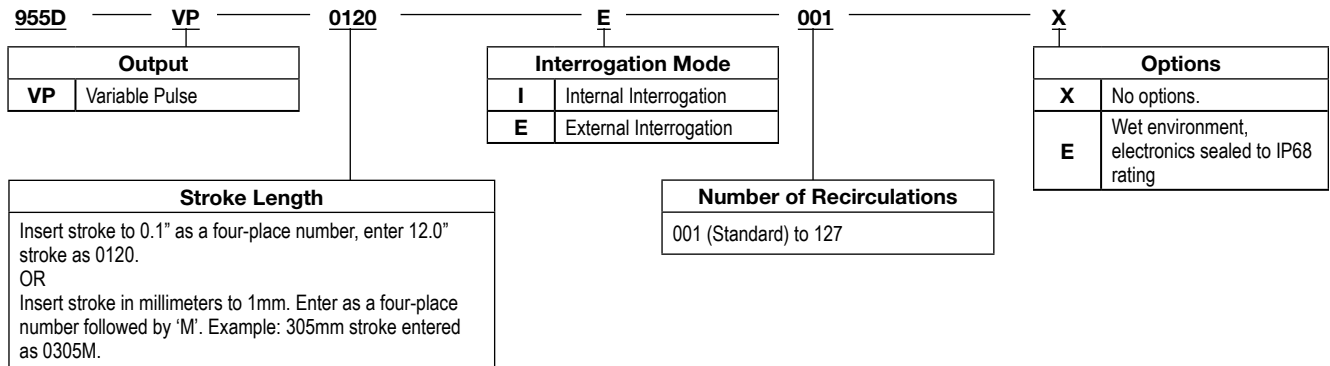 955D VP 0120 E 001 X
Output
VP Variable Pulse
Interrogation Mode
I Internal Interrogation
E External Interrogation
Options
X No options.
E Wet environment,
electronics sealed to IP68
rating
Stroke Length
Insert stroke to 0.1” as a four-place number, enter 12.0”
stroke as 0120.
OR
Insert stroke in millimeters to 1mm. Enter as a four-place
number followed by ‘M’. Example: 305mm stroke entered
as 0305M.
Number of Recirculations
001 (Standard) to 127